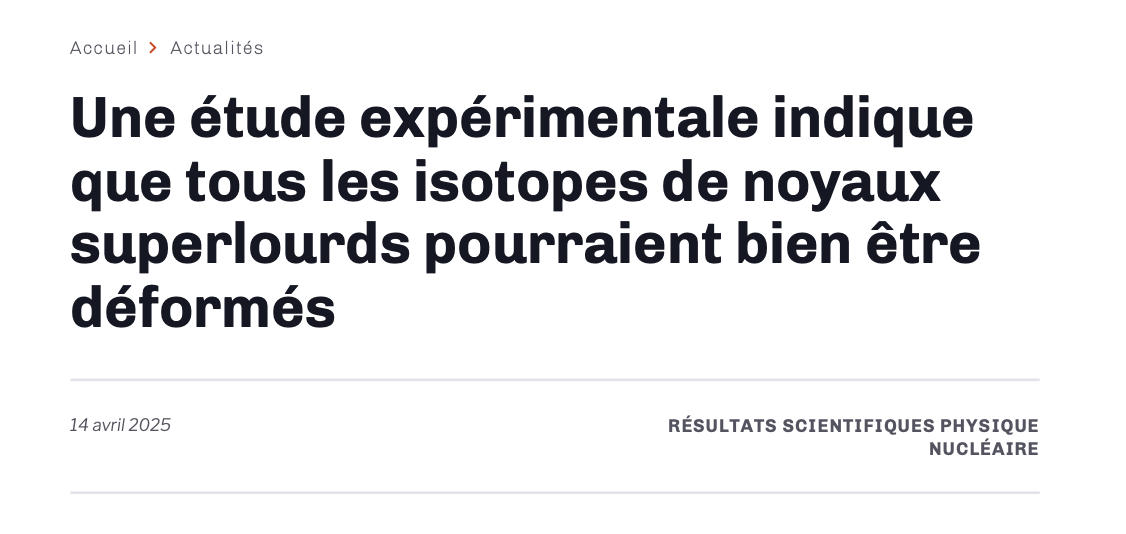 Accueil > Actualités
Une étude expérimentale indique
que tous les isotopes de noyaux
superlourds pourraient bien être
déformés
14 avril 2025
RÉSULTATS SCIENTIFIQUES PHYSIQUE
NUCLÉAIRE